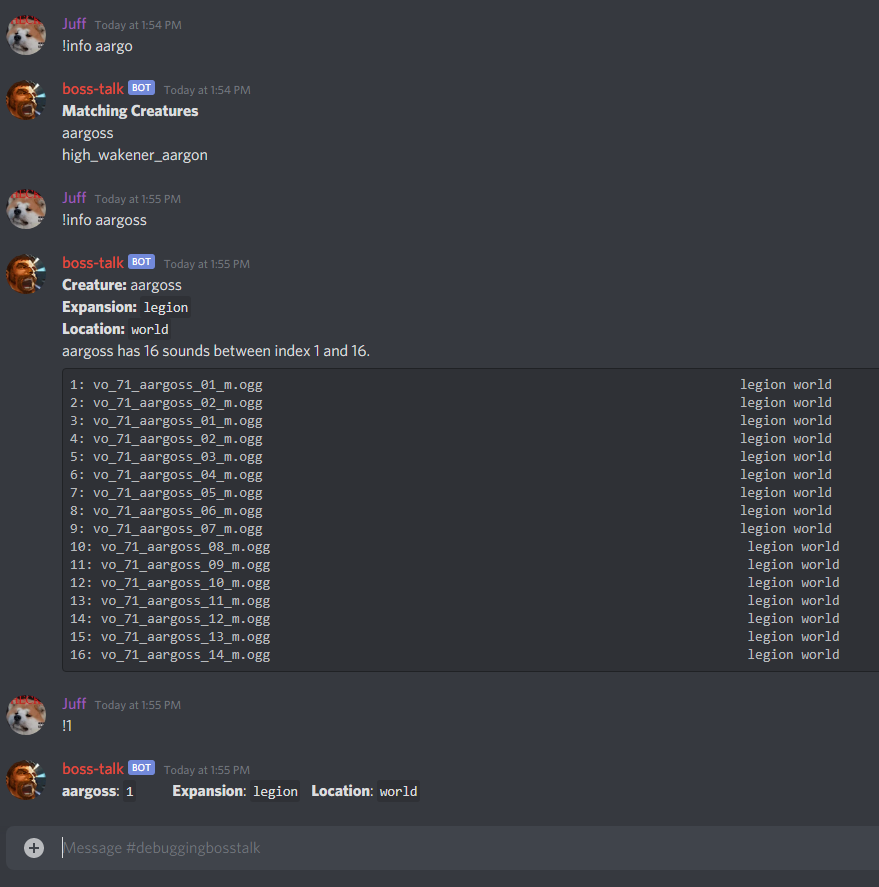 Juff Today at 1:54 PM
!info aargo
boss-talk BOT Today at 1:54 PM
Matching Creatures
aargoss
high_wakener_aargon
Juff Today at 1:55 PM
!info aargoss
boss-talk BOT Today at 1:55 PM
Creature: aargoss
Expansion: legion
Location: world
aargoss has 16 sounds between index 1 and 16.
1: vo_71_aargoss_01_m.ogg legion world
2: vo_71_aargoss_02_m.ogg legion world
3: vo_71_aargoss_01_m.ogg legion world
4: vo_71_aargoss_02_m.ogg legion world
5: vo_71_aargoss_03_m.ogg legion world
6: vo_71_aargoss_04_m.ogg legion world
7: vo_71_aargoss_05_m.ogg legion world
8: vo_71_aargoss_06_m.ogg legion world
9: vo_71_aargoss_07_m.ogg legion world
10: vo_71_aargoss_08_m.ogg legion world
11: vo_71_aargoss_09_m.ogg legion world
12: vo_71_aargoss_10_m.ogg legion world
13: vo_71_aargoss_11_m.ogg legion world
14: vo_71_aargoss_12_m.ogg legion world
15: vo_71_aargoss_13_m.ogg legion world
16: vo_71_aargoss_14_m.ogg legion world
Juff Today at 1:55 PM
!1
boss-talk BOT Today at 1:55 PM
aargoss: 1 Expansion: legion Location: world
Message #debuggingbosstalk